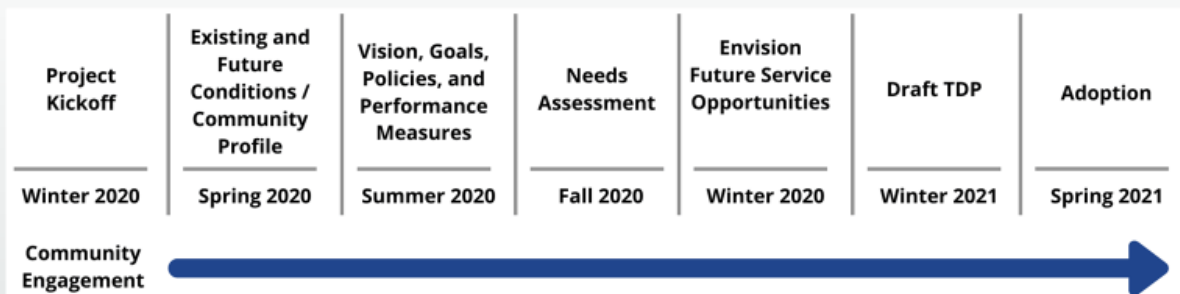 Project
Kickoff
Winter 2020
Existing and
Future
Conditions /
Community
Profile
Spring 2020
Vision, Goals,
Policies, and
Performance
Measures
Summer 2020
Needs
Assessment
Fall 2020
Envision
Future Service
Opportunities
Winter 2020
Draft TDP
Winter 2021
Adoption
Spring 2021
Community
Engagement